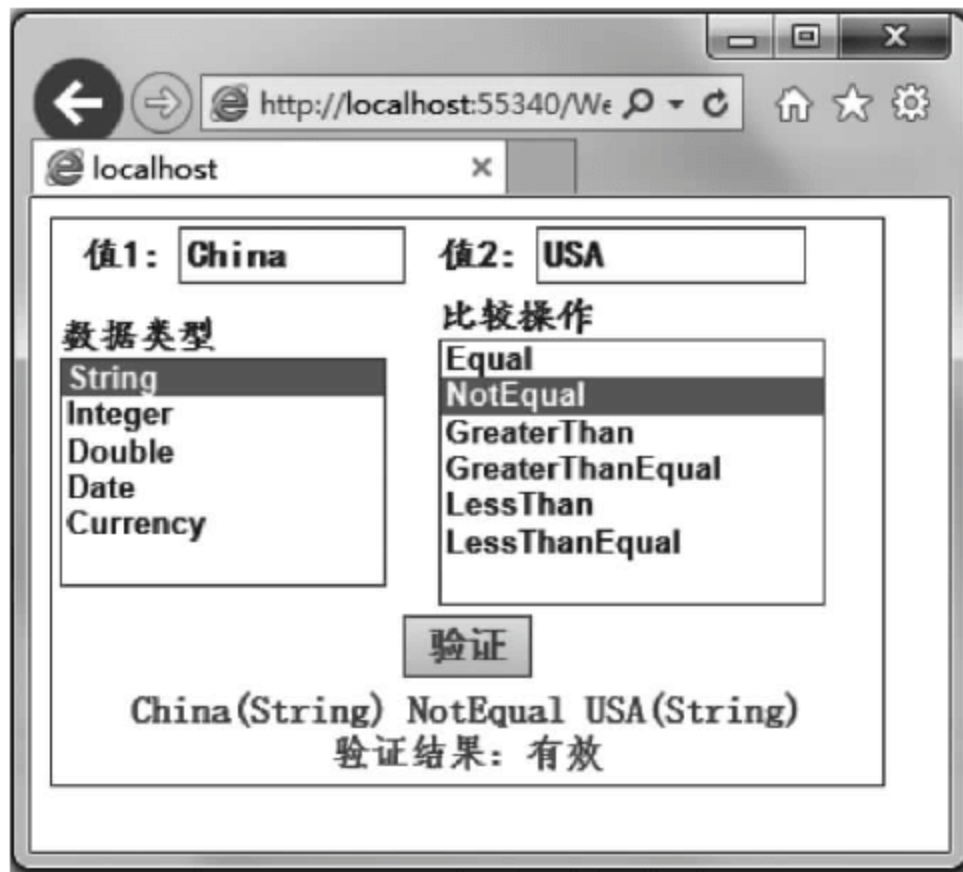 http://localhost:55340/We
localhost
值1： China
值2： USA
数据类型
String
Integer
Double
Date
Currency
比较操作
Equal
NotEqual
GreaterThan
GreaterThanEqual
LessThan
LessThanEqual
验证
China(String) NotEqual USA(String)
验证结果：有效